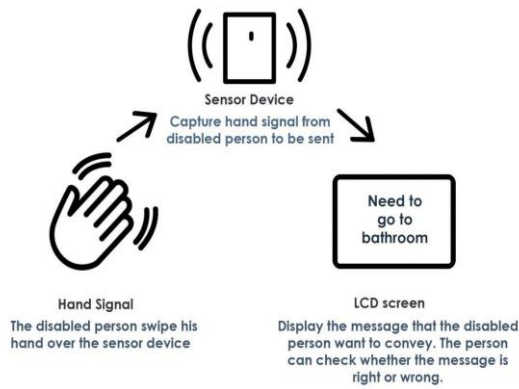 Sensor Device
Capture hand signal from
disabled person to be sent
Need to
go to
bathroom
Hand Signal
The disabled person swipe his
hand over the sensor device
LCD screen
Display the message that the disabled
person want to convey. The person
can check whether the message is
right or wrong.